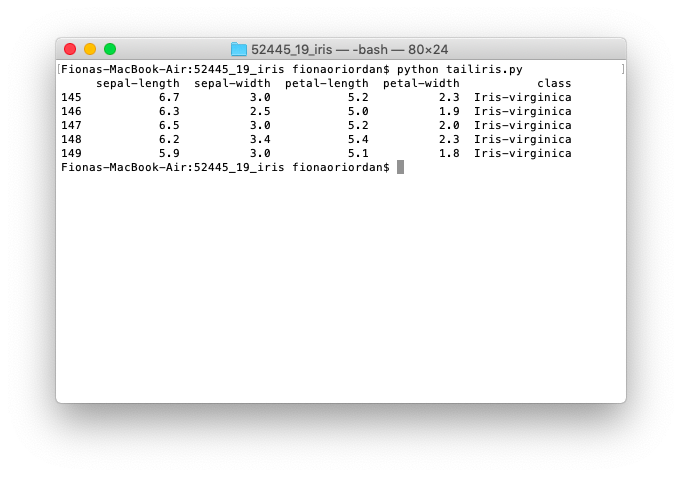 52445_19_iris — -bash — 80×24
[Fionas-MacBook-Air:52445_19_iris fionaoriordan$ python tailiris.py ]
sepal-length sepal-width petal-length petal-width class
145 6.7 3.0 5.2 2.3 Iris-virginica
146 6.3 2.5 5.0 1.9 Iris-virginica
147 6.5 3.0 5.2 2.0 Iris-virginica
148 6.2 3.4 5.4 2.3 Iris-virginica
149 5.9 3.0 5.1 1.8 Iris-virginica
Fionas-MacBook-Air:52445_19_iris fionaoriordan$